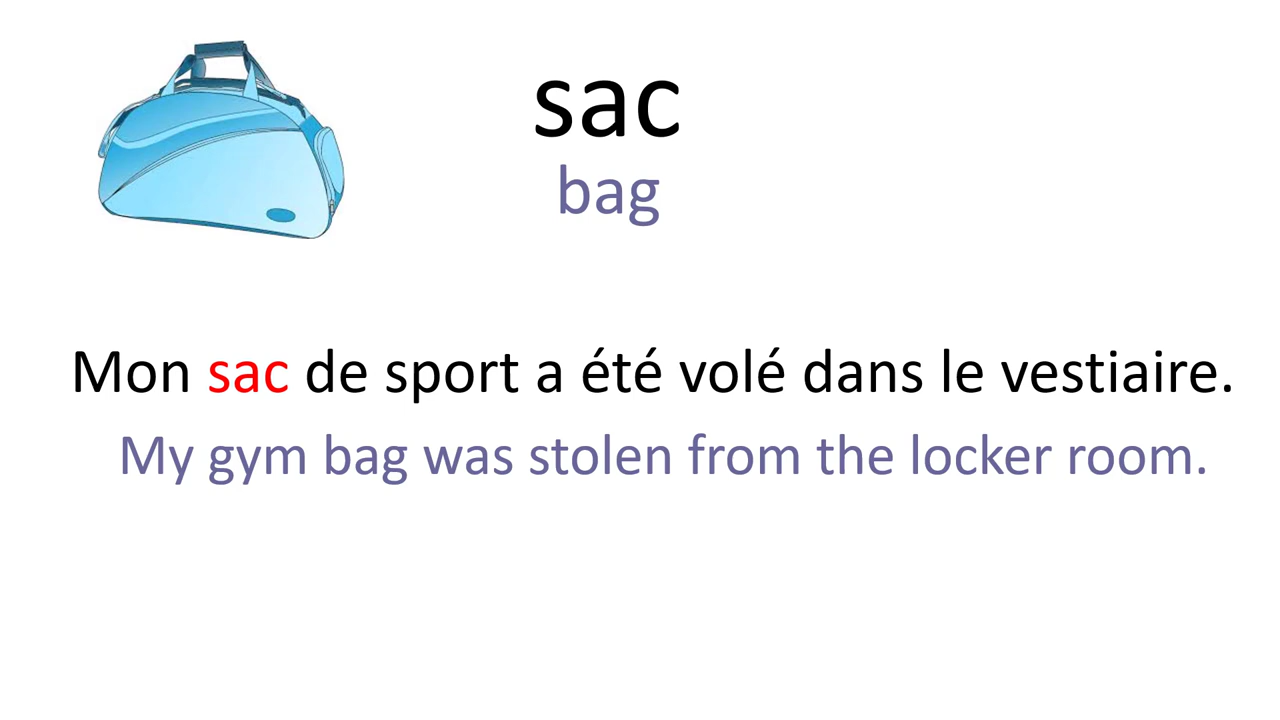 sac
bag
Mon sac de sport a été volé dans le vestiaire.
My gym bag was stolen from the locker room.